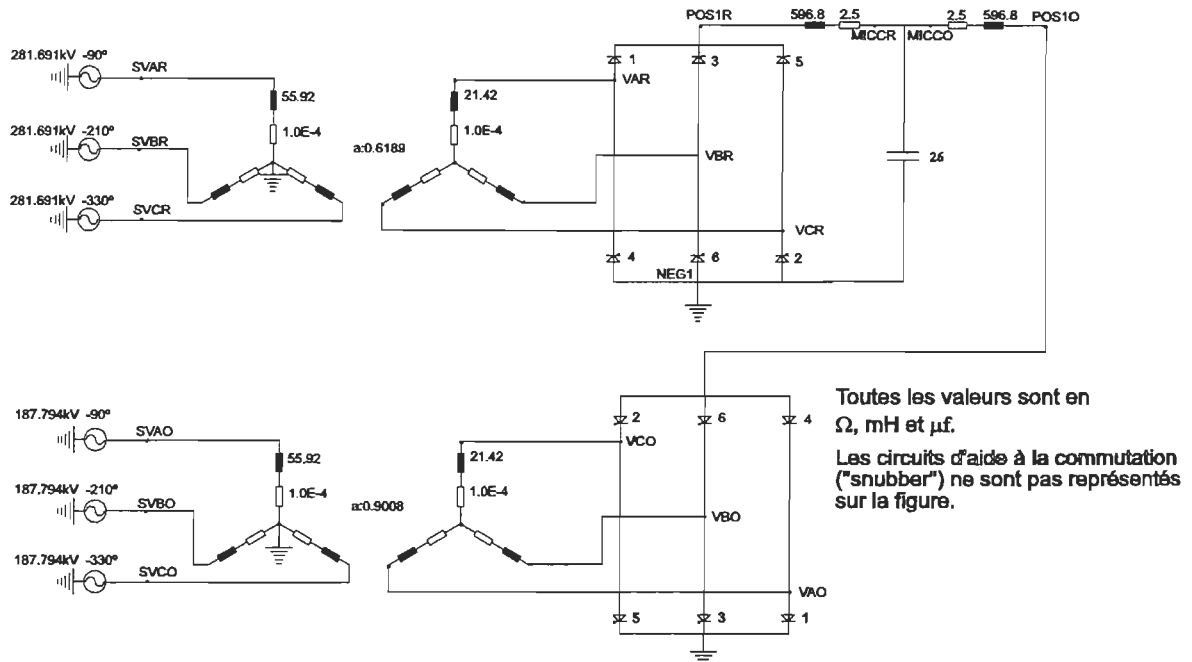 POS1R
596.8
2.5
MICCR
MICCO
2.5
596.8
POS1O
281.691kV -90°
SVAR
55.92
1.0E-4
281.691kV -210°
SVBR
281.691kV -330°
SVCR
a:0.6189
21.42
1.0E-4
1
3
5
VAR
VBR
VCR
4
6
2
NEG1
26
187.794kV -90°
SVAO
55.92
1.0E-4
187.794kV -210°
SVBO
187.794kV -330°
SVCO
a:0.9008
21.42
1.0E-4
2
6
4
VCO
VBO
VAO
5
3
1
Toutes les valeurs sont en
Ω, mH et µf.
Les circuits d'aide à la commutation
("snubber") ne sont pas représentés
sur la figure.